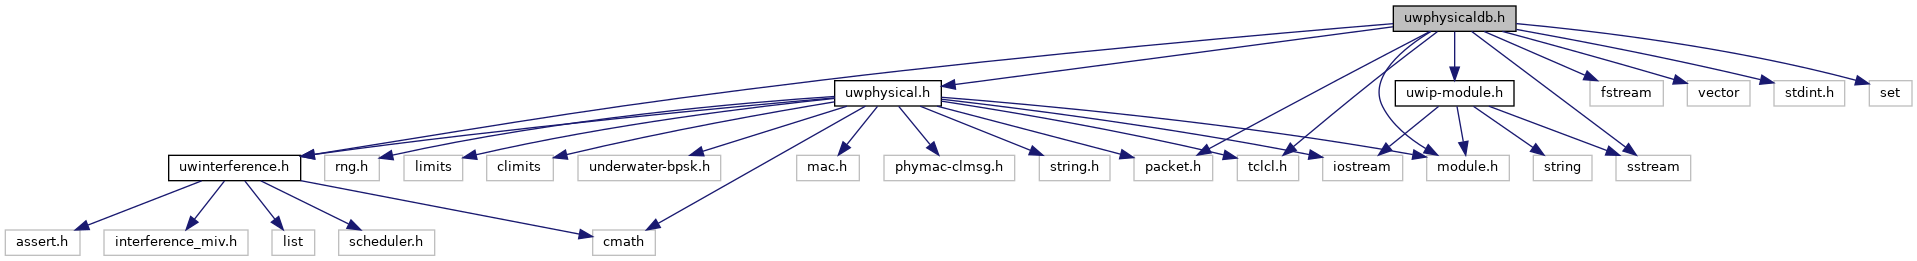 uwphysicaldb.h
uwphysical.h
uwip-module.h
fstream
vector
stdint.h
set
uwinterference.h
rng.h
limits
climits
underwater-bpsk.h
mac.h
phymac-clmsg.h
string.h
packet.h
tclcl.h
iostream
module.h
string
sstream
assert.h
interference_miv.h
list
scheduler.h
cmath